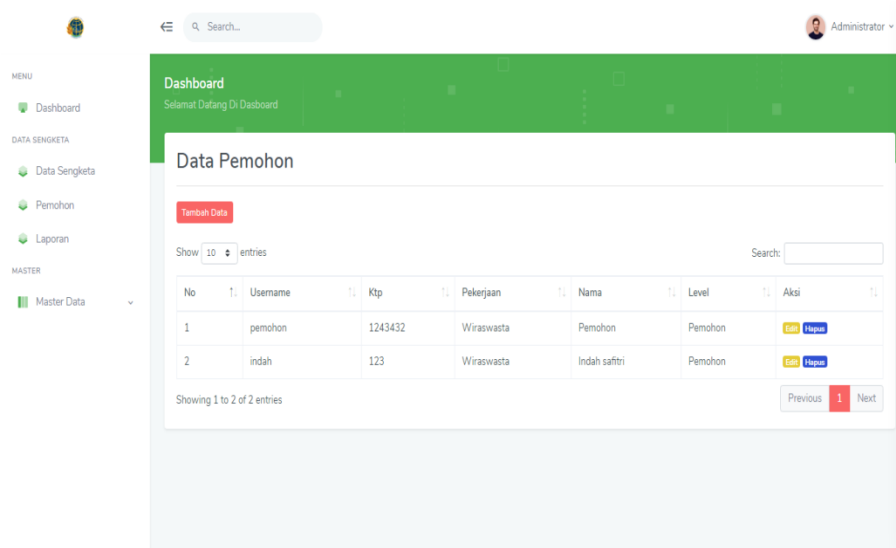 Search...
Administrator
MENU
Dashboard
DATA SENGKETA
Data Sengketa
Pemohon
Laporan
MASTER
Master Data
Dashboard
Selamat Datang Di Dasboard
Data Pemohon
Tambah Data
Show 10 entries
Search:
No Username Ktp Pekerjaan Nama Level Aksi
1 pemohon 1243432 Wiraswasta Pemohon Pemohon Edit Hapus
2 indah 123 Wiraswasta Indah safitri Pemohon Edit Hapus
Showing 1 to 2 of 2 entries
Previous 1 Next